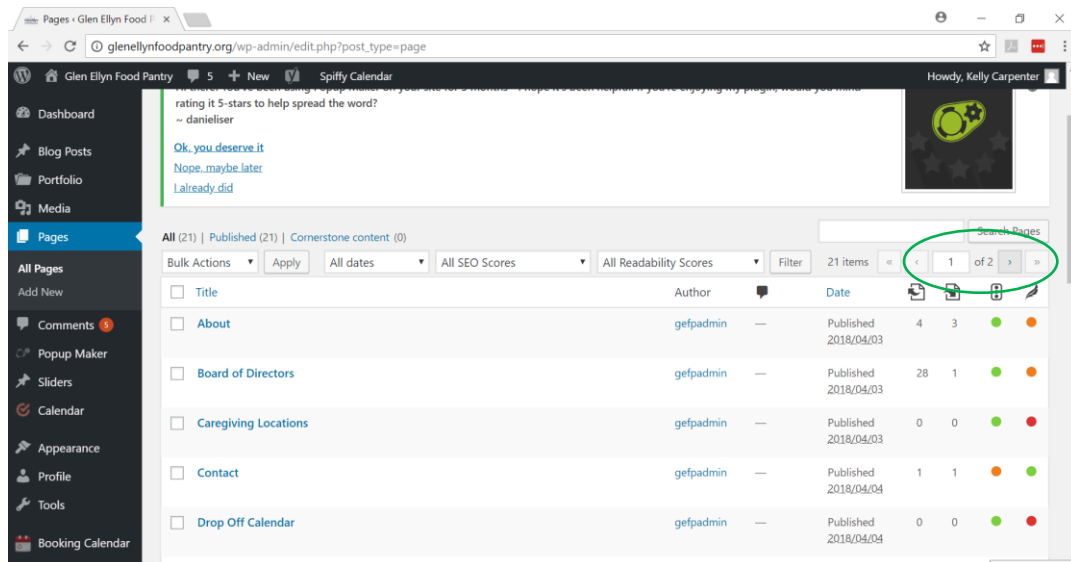 Pages ‹ Glen Ellyn Food P
glenellynfoodpantry.org/wp-admin/edit.php?post_type=page
Glen Ellyn Food Pantry 5 + New Spiffy Calendar Howdy, Kelly Carpenter
rating it 5-stars to help spread the word?
~ danieliser
Ok, you deserve it
Nope, maybe later
I already did
Dashboard
Blog Posts
Portfolio
Media
Pages
All Pages
Add New
Comments 5
Popup Maker
Sliders
Calendar
Appearance
Profile
Tools
Booking Calendar
Search Pages
All (21) | Published (21) | Cornerstone content (0)
Bulk Actions Apply All dates All SEO Scores All Readability Scores Filter 21 items « ‹ 1 of 2 › »
Title Author Date
About gefpadmin — Published 4 3
2018/04/03
Board of Directors gefpadmin — Published 28 1
2018/04/03
Caregiving Locations gefpadmin — Published 0 0
2018/04/03
Contact gefpadmin — Published 1 1
2018/04/04
Drop Off Calendar gefpadmin — Published 0 0
2018/04/04